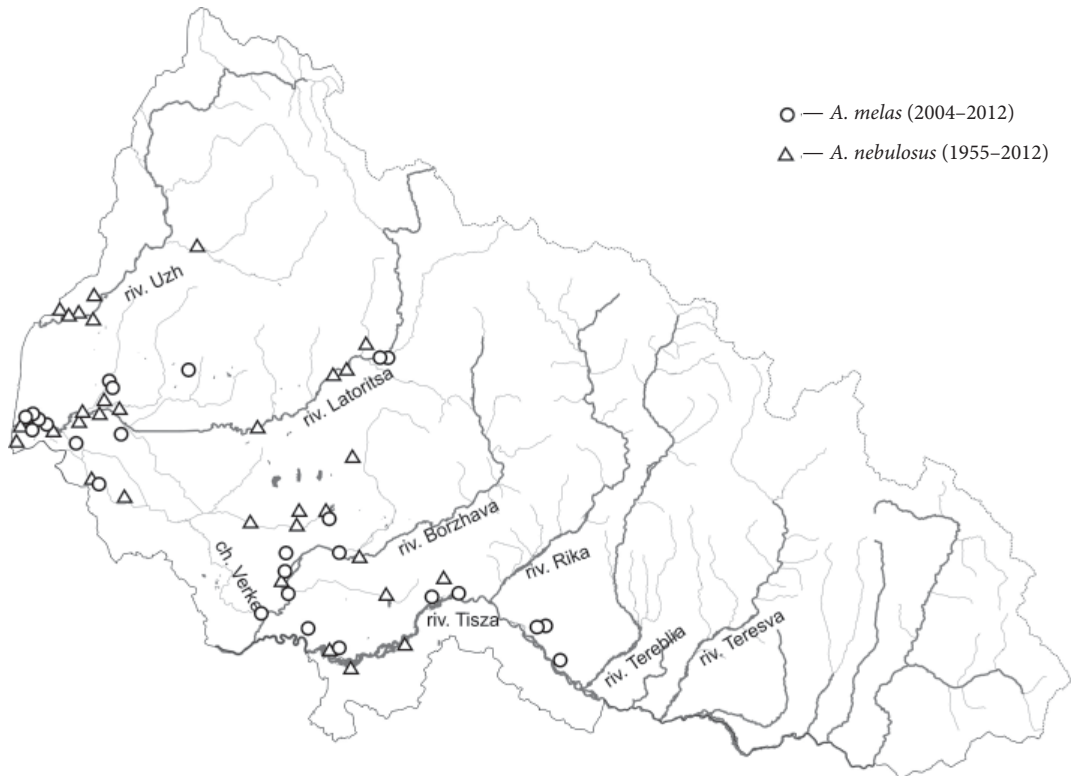 — A. melas (2004–2012)
— A. nebulosus (1955–2012)
riv. Uzh
riv. Latoritsa
riv. Borzhava
ch. Verke
riv. Rika
riv. Tisza
riv. Tereblia
riv. Teresva